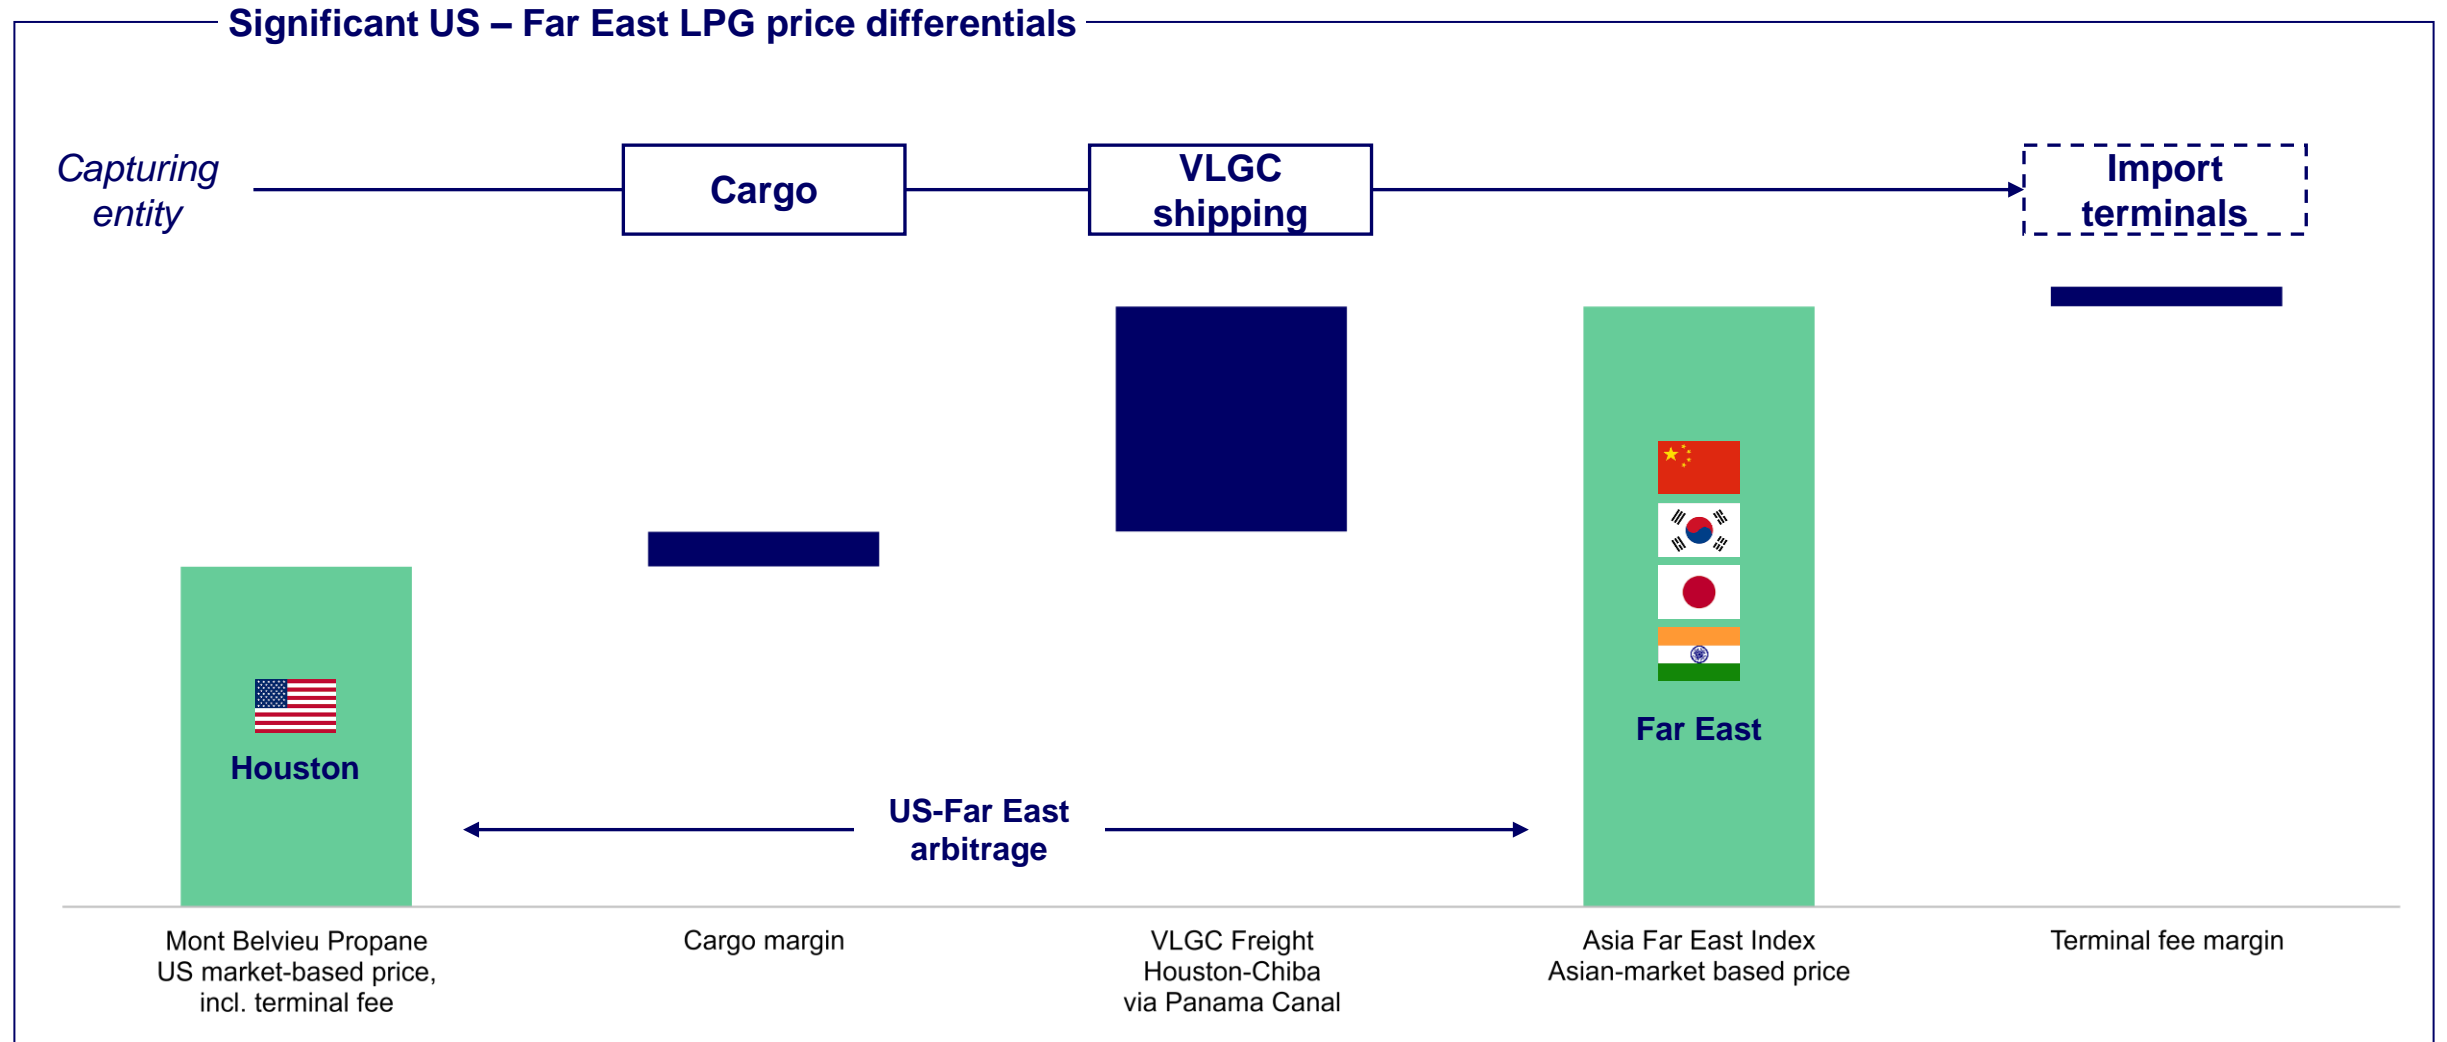 Significant US – Far East LPG price differentials
Capturing
entity
Cargo
VLGC
shipping
Import
terminals
Houston
US-Far East
arbitrage
Far East
Mont Belvieu Propane
US market-based price,
incl. terminal fee
Cargo margin
VLGC Freight
Houston-Chiba
via Panama Canal
Asia Far East Index
Asian-market based price
Terminal fee margin